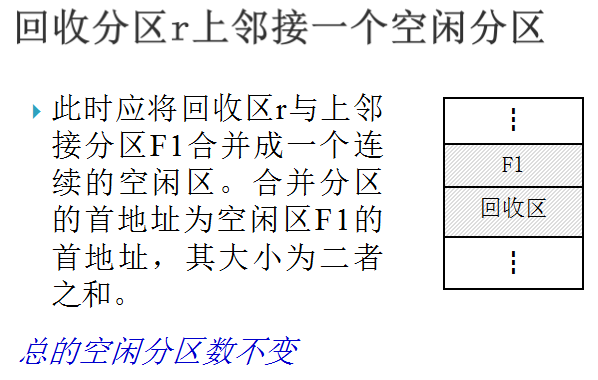 回收分区r上邻接一个空闲分区
此时应将回收区r与上邻
接分区F1合并成一个连
续的空闲区。合并分区
的首地址为空闲区F1的
首地址，其大小为二者
之和。
F1
回收区
总的空闲分区数不变